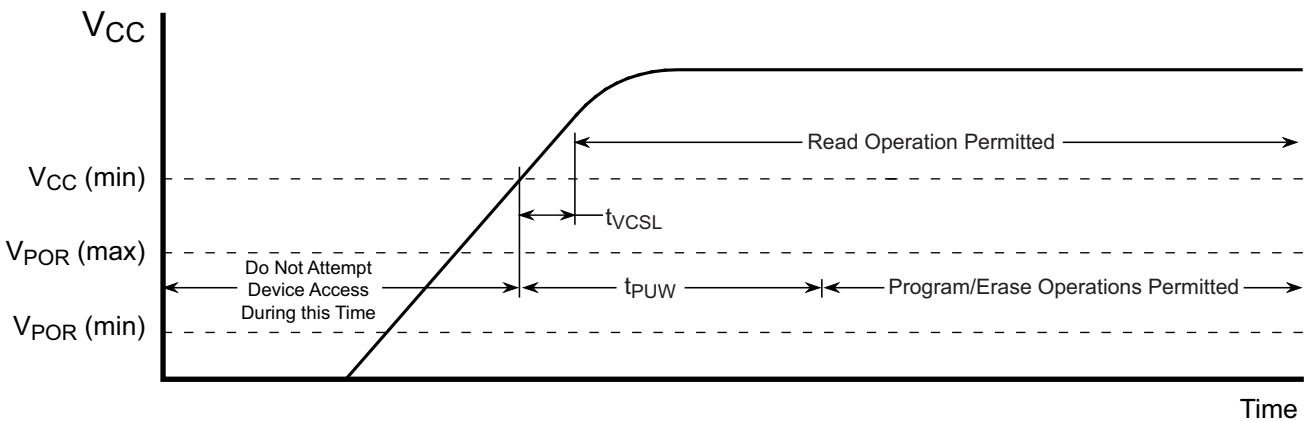 VCC
Read Operation Permitted
VCC (min)
tVCSL
VPOR (max)
Do Not Attempt
Device Access
During this Time
tPUW
Program/Erase Operations Permitted
VPOR (min)
Time